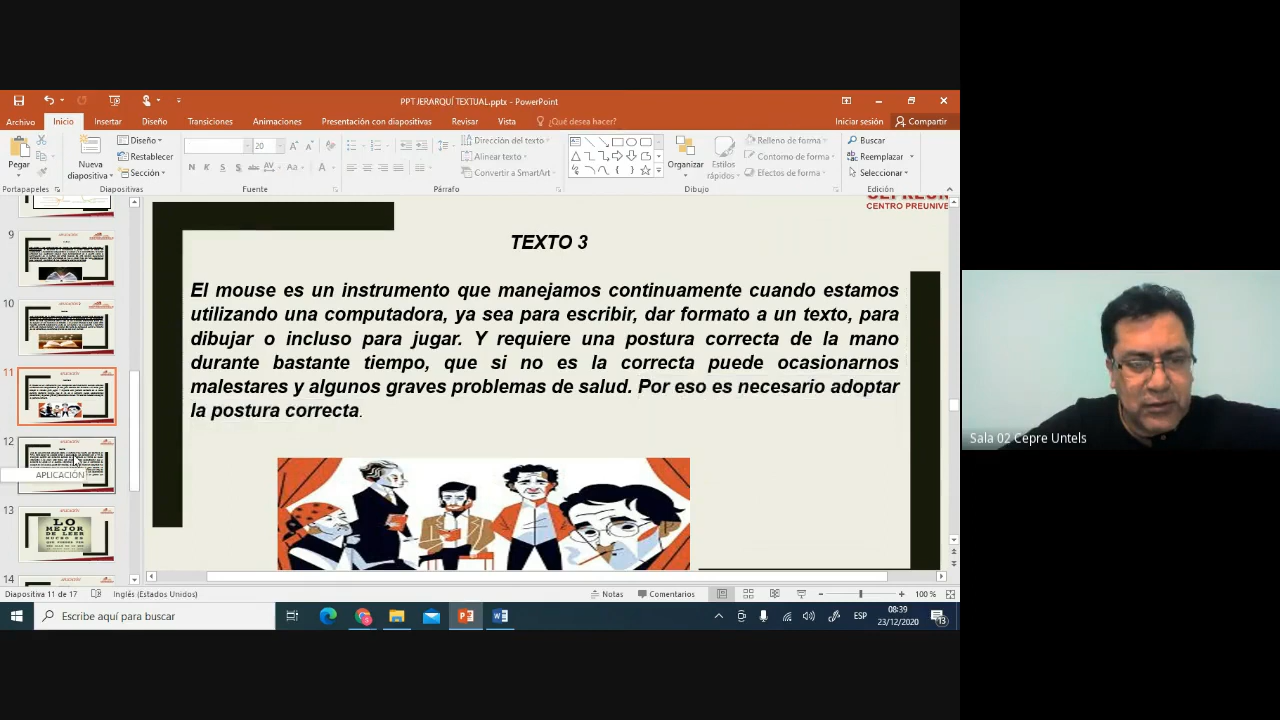 PPT JERARQUÍ TEXTUAL.pptx - PowerPoint
Archivo Inicio Insertar Diseño Transiciones Animaciones Presentación con diapositivas Revisar Vista ¿Qué desea hacer? Iniciar sesión Compartir
Pegar
Nueva diapositiva
Diseño
Restablecer
Sección
20
N K S S abc AV Aa A
Dirección del texto
Alinear texto
Convertir a SmartArt
Organizar
Estilos rápidos
Relleno de forma
Contorno de forma
Efectos de forma
Buscar
Reemplazar
Seleccionar
Portapapeles Diapositivas Fuente Párrafo Dibujo Edición
9
10
11
12
APLICACIÓN
13
LO
MEJOR
DE LEER
14
CENTRO PREUNIVE
TEXTO 3
El mouse es un instrumento que manejamos continuamente cuando estamos
utilizando una computadora, ya sea para escribir, dar formato a un texto, para
dibujar o incluso para jugar. Y requiere una postura correcta de la mano
durante bastante tiempo, que si no es la correcta puede ocasionarnos
malestares y algunos graves problemas de salud. Por eso es necesario adoptar
la postura correcta.
Sala 02 Cepre Untels
Diapositiva 11 de 17 Inglés (Estados Unidos) Notas Comentarios 100 %
Escribe aquí para buscar
ESP
08:39
23/12/2020
13